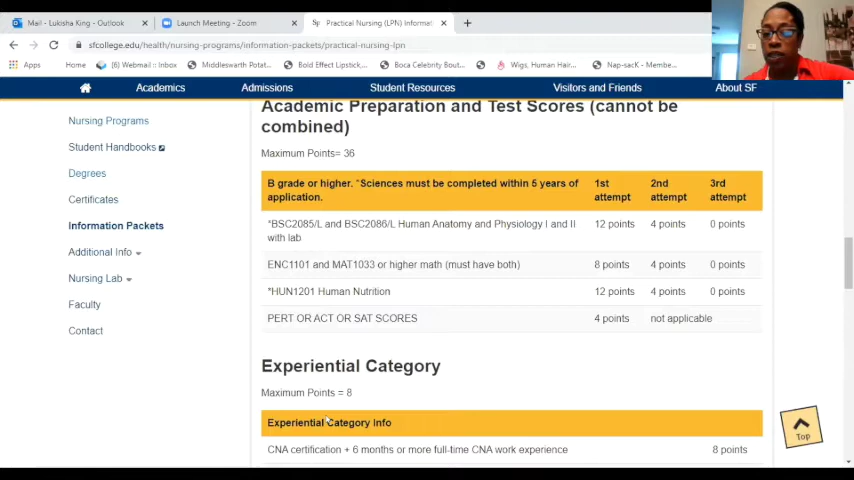 Mail - Lukisha King - Outlook
Launch Meeting - Zoom
Practical Nursing (LPN) Informat
sfcollege.edu/health/nursing-programs/information-packets/practical-nursing-lpn
Apps
Home
(6) Webmail :: Inbox
Middleswarth Potat...
Bold Effect Lipstick,...
Boca Celebrity Bout...
Wigs, Human Hair...
Nap-sacK - Membe...
Academics
Admissions
Student Resources
Visitors and Friends
About SF
Nursing Programs
Student Handbooks
Degrees
Certificates
Information Packets
Additional Info
Nursing Lab
Faculty
Contact
Academic Preparation and Test Scores (cannot be
combined)
Maximum Points= 36
B grade or higher. *Sciences must be completed within 5 years of
application.
1st
attempt
2nd
attempt
3rd
attempt
*BSC2085/L and BSC2086/L Human Anatomy and Physiology I and II
with lab
12 points
4 points
0 points
ENC1101 and MAT1033 or higher math (must have both)
8 points
4 points
0 points
*HUN1201 Human Nutrition
12 points
4 points
0 points
PERT OR ACT OR SAT SCORES
4 points
not applicable
Experiential Category
Maximum Points = 8
Experiential Category Info
CNA certification + 6 months or more full-time CNA work experience
8 points
Top